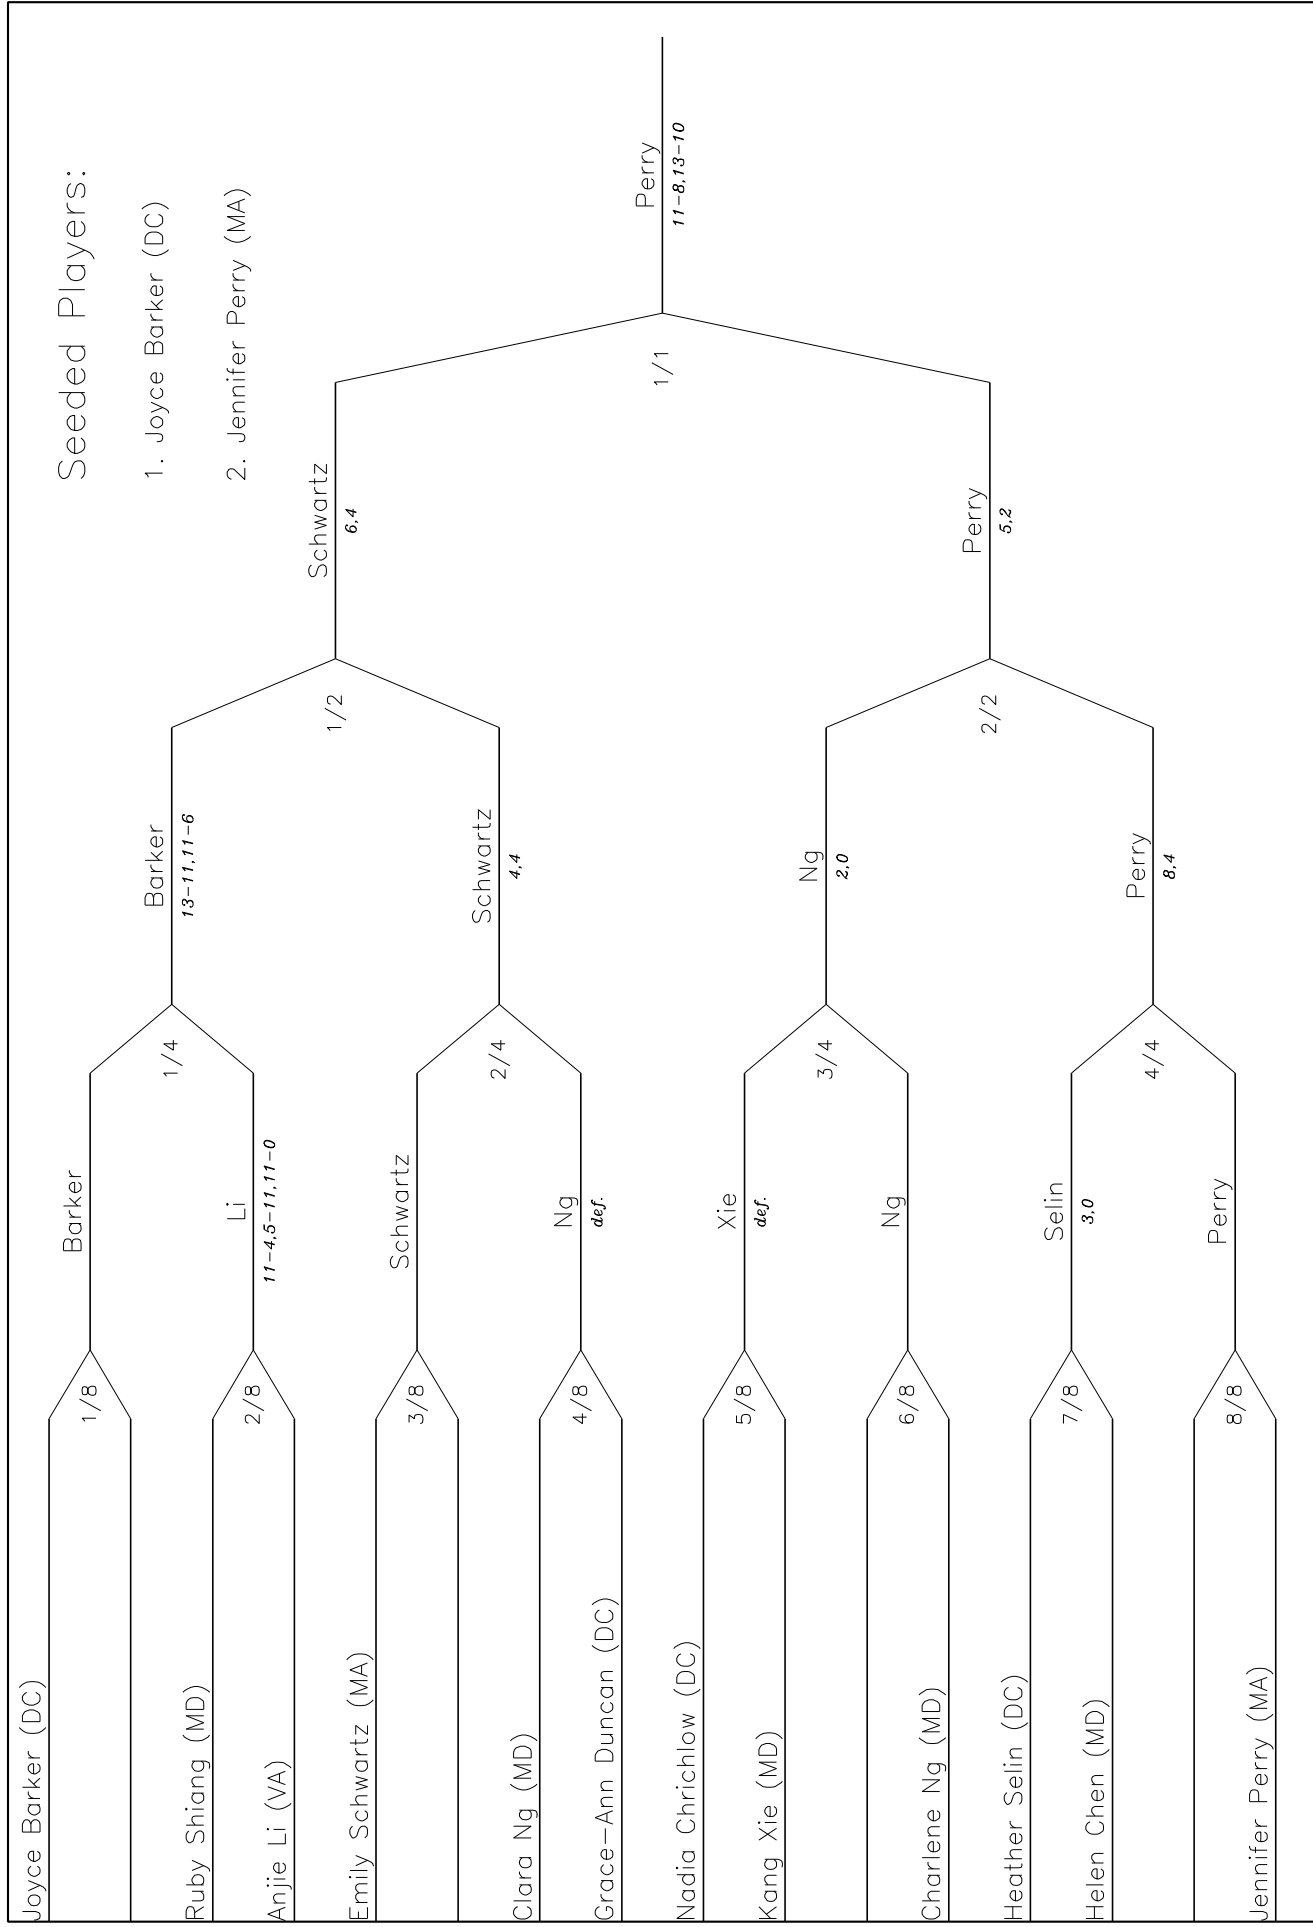 Seeded Players:
1. Joyce Barker (DC)
2. Jennifer Perry (MA)
Joyce Barker (DC)
1/8
Barker
Ruby Shiang (MD)
2/8
Anjie Li (VA)
Li
11-4,5-11,11-0
1/4
Barker
13-11,11-6
Emily Schwartz (MA)
3/8
Schwartz
Clara Ng (MD)
4/8
Grace-Ann Duncan (DC)
Ng
def.
2/4
Schwartz
4,4
1/2
Schwartz
6,4
Nadia Chrichlow (DC)
5/8
Kang Xie (MD)
Xie
def.
6/8
Charlene Ng (MD)
Ng
3/4
Ng
2,0
Heather Selin (DC)
7/8
Helen Chen (MD)
Selin
3,0
8/8
Jennifer Perry (MA)
Perry
4/4
Perry
8,4
2/2
Perry
5,2
1/1
Perry
11-8,13-10